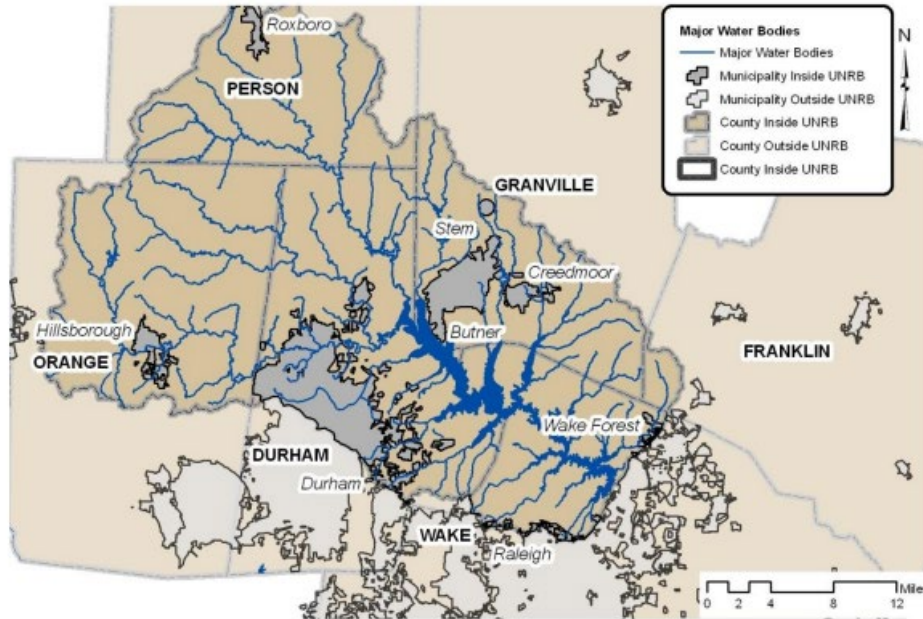 Roxboro
PERSON
Major Water Bodies
Major Water Bodies
Municipality Inside UNRB
Municipality Outside UNRB
County Inside UNRB
County Outside UNRB
County Inside UNRB
N
GRANVILLE
Stem
Creedmoor
Hillsborough
ORANGE
Butner
FRANKLIN
Wake Forest
DURHAM
Durham
WAKE
Raleigh
Mile
0 2 4 8 12